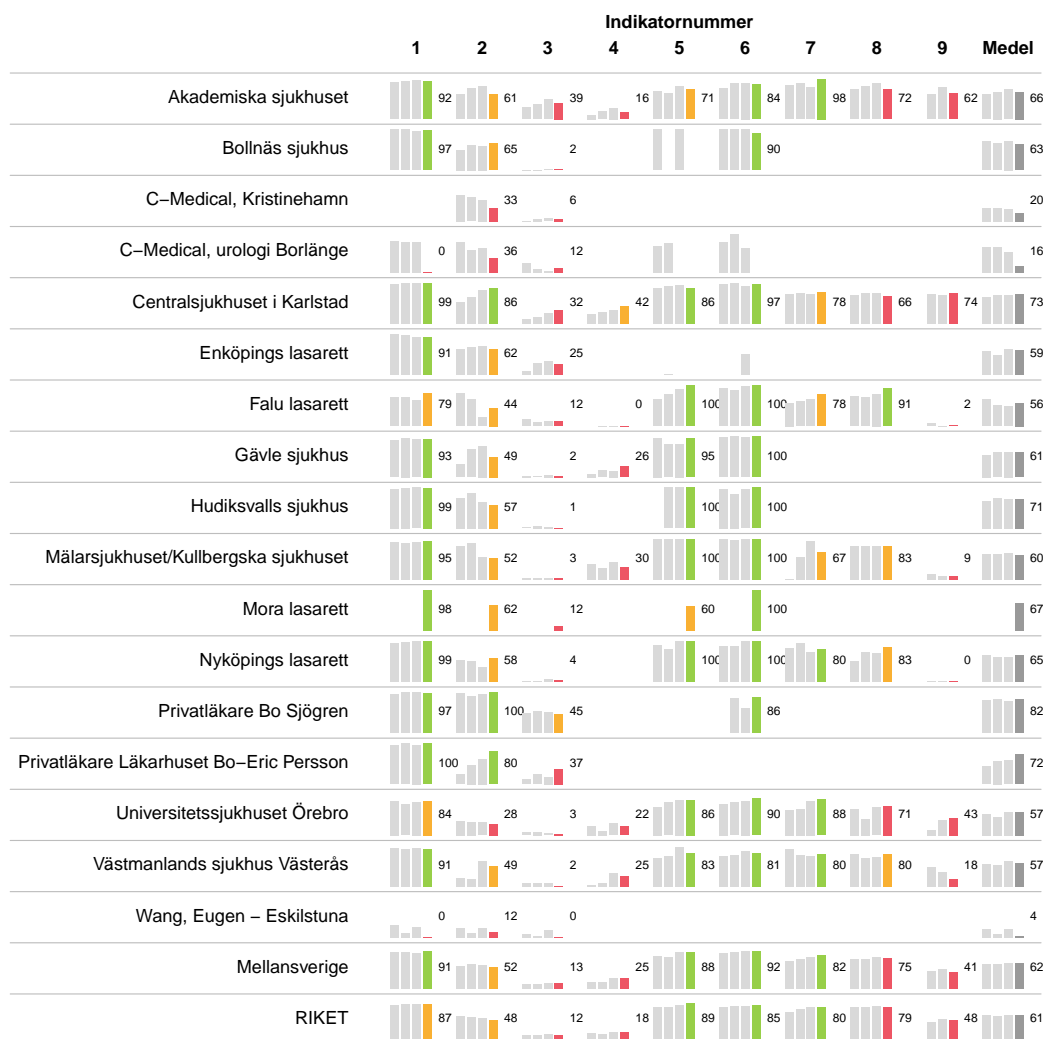 Indikatornummer
1 2 3 4 5 6 7 8 9 Medel
Akademiska sjukhuset 92 61 39 16 71 84 98 72 62 66
Bollnäs sjukhus 97 65 2 90 63
C−Medical, Kristinehamn 33 6 20
C−Medical, urologi Borlänge 0 36 12 16
Centralsjukhuset i Karlstad 99 86 32 42 86 97 78 66 74 73
Enköpings lasarett 91 62 25 59
Falu lasarett 79 44 12 0 100 100 78 91 2 56
Gävle sjukhus 93 49 2 26 95 100 61
Hudiksvalls sjukhus 99 57 1 100 100 71
Mälarsjukhuset/Kullbergska sjukhuset 95 52 3 30 100 100 67 83 9 60
Mora lasarett 98 62 12 60 100 67
Nyköpings lasarett 99 58 4 100 100 80 83 0 65
Privatläkare Bo Sjögren 97 100 45 86 82
Privatläkare Läkarhuset Bo−Eric Persson 100 80 37 72
Universitetssjukhuset Örebro 84 28 3 22 86 90 88 71 43 57
Västmanlands sjukhus Västerås 91 49 2 25 83 81 80 80 18 57
Wang, Eugen − Eskilstuna 0 12 0 4
Mellansverige 91 52 13 25 88 92 82 75 41 62
RIKET 87 48 12 18 89 85 80 79 48 61